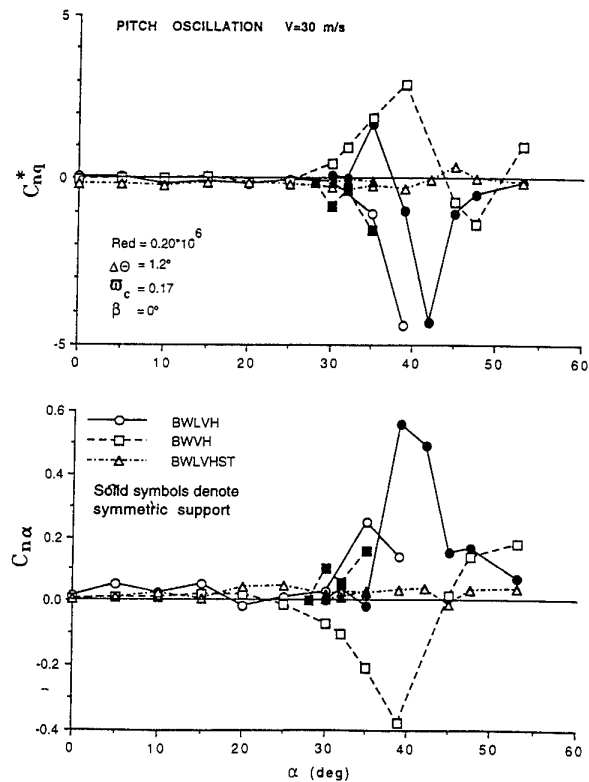 PITCH OSCILLATION V=30 m/s
5
0
-5
C*nq
Red = 0.20*10^6
ΔΘ = 1.2°
ϖc = 0.17
β = 0°
0 10 20 30 40 50 60
0.6
0.4
0.2
0.0
-0.2
-0.4
Cnα
BWLVH
BWVH
BWLVHST
Solid symbols denote
symmetric support
0 10 20 30 40 50 60
α (deg)